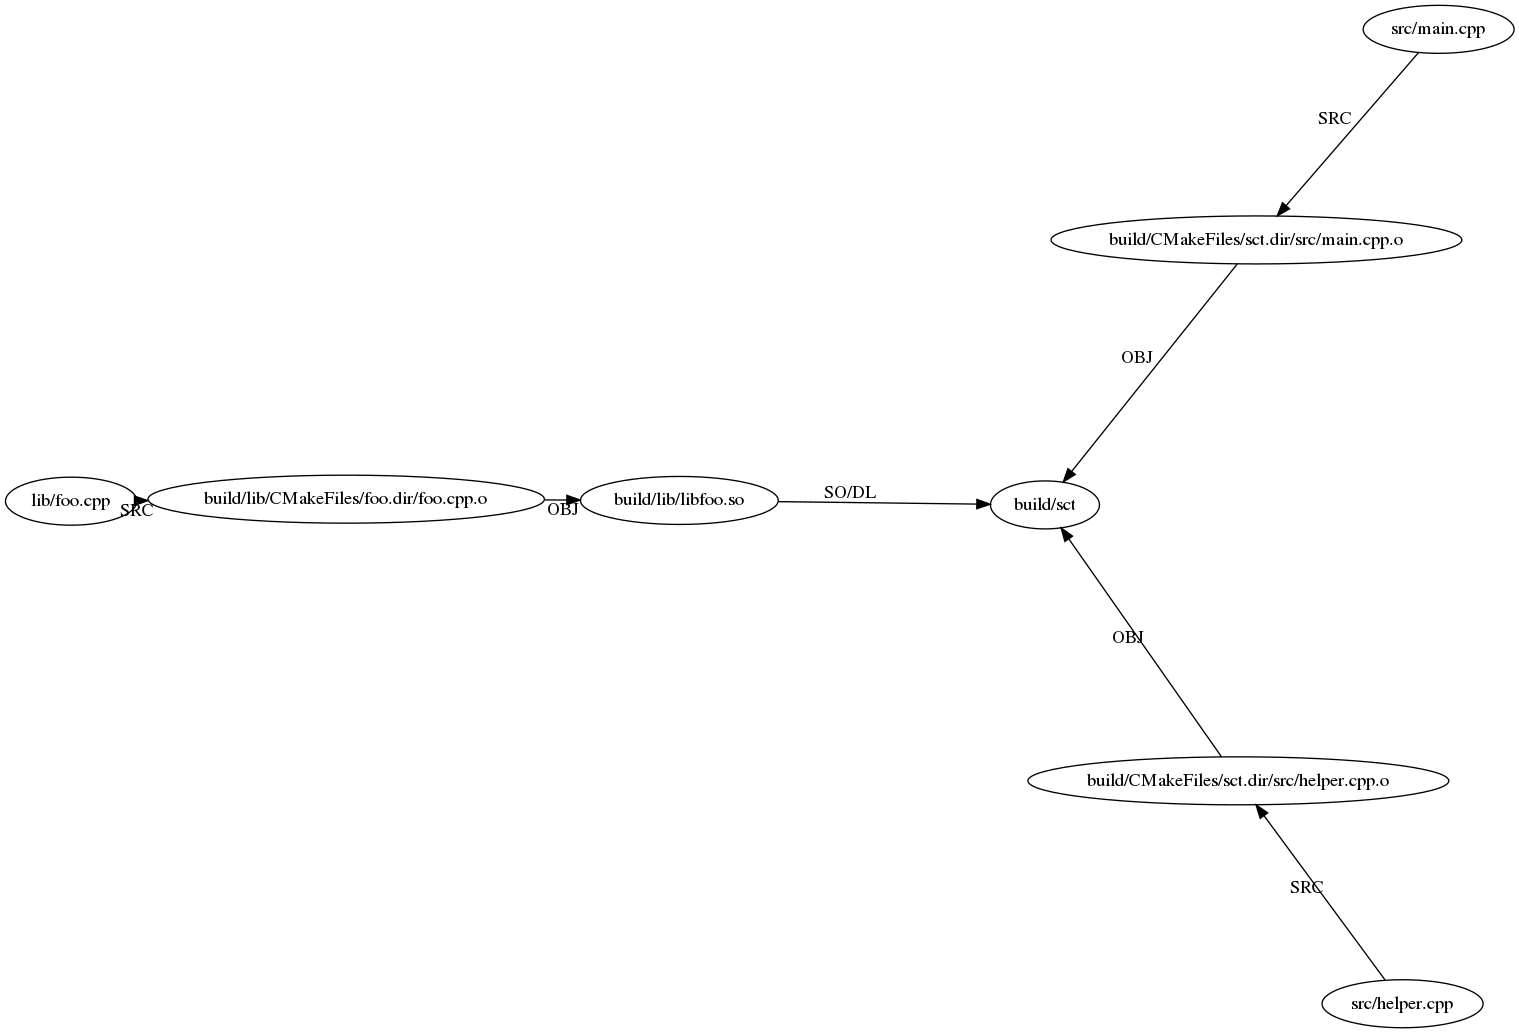 src/main.cpp
SRC
build/CMakeFiles/sct.dir/src/main.cpp.o
OBJ
lib/foo.cpp
SRC
build/lib/CMakeFiles/foo.dir/foo.cpp.o
OBJ
build/lib/libfoo.so
SO/DL
build/sct
OBJ
build/CMakeFiles/sct.dir/src/helper.cpp.o
SRC
src/helper.cpp